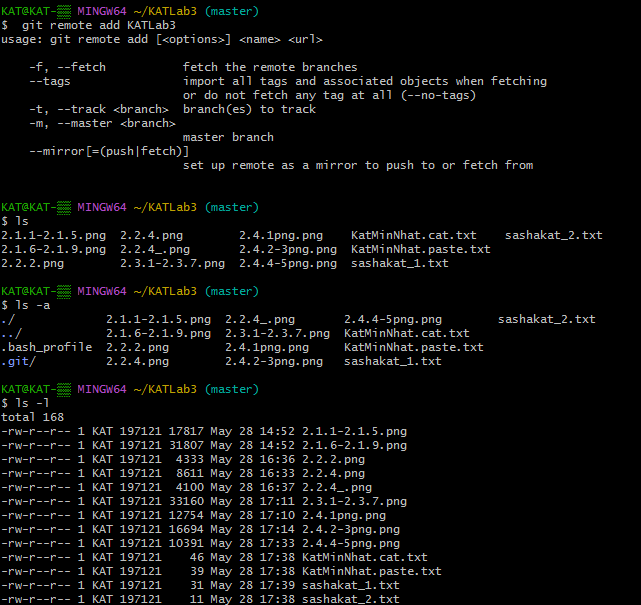 KAT@KAT-▒▒ MINGW64 ~/KATLab3 (master)
$  git remote add KATLab3
usage: git remote add [<options>] <name> <url>

    -f, --fetch           fetch the remote branches
    --tags                import all tags and associated objects when fetching
                          or do not fetch any tag at all (--no-tags)
    -t, --track <branch>  branch(es) to track
    -m, --master <branch>
                          master branch
    --mirror[=(push|fetch)]
                          set up remote as a mirror to push to or fetch from

KAT@KAT-▒▒ MINGW64 ~/KATLab3 (master)
$ ls
2.1.1-2.1.5.png  2.2.4.png        2.4.1png.png    KatMinNhat.cat.txt    sashakat_2.txt
2.1.6-2.1.9.png  2.2.4_.png       2.4.2-3png.png  KatMinNhat.paste.txt
2.2.2.png        2.3.1-2.3.7.png  2.4.4-5png.png  sashakat_1.txt

KAT@KAT-▒▒ MINGW64 ~/KATLab3 (master)
$ ls -a
./             2.1.1-2.1.5.png  2.2.4_.png       2.4.4-5png.png        sashakat_2.txt
../            2.1.6-2.1.9.png  2.3.1-2.3.7.png  KatMinNhat.cat.txt
.bash_profile  2.2.2.png        2.4.1png.png     KatMinNhat.paste.txt
.git/          2.2.4.png        2.4.2-3png.png   sashakat_1.txt

KAT@KAT-▒▒ MINGW64 ~/KATLab3 (master)
$ ls -l
total 168
-rw-r--r-- 1 KAT 197121 17817 May 28 14:52 2.1.1-2.1.5.png
-rw-r--r-- 1 KAT 197121 31807 May 28 14:52 2.1.6-2.1.9.png
-rw-r--r-- 1 KAT 197121  4333 May 28 16:36 2.2.2.png
-rw-r--r-- 1 KAT 197121  8611 May 28 16:33 2.2.4.png
-rw-r--r-- 1 KAT 197121  4100 May 28 16:37 2.2.4_.png
-rw-r--r-- 1 KAT 197121 33160 May 28 17:11 2.3.1-2.3.7.png
-rw-r--r-- 1 KAT 197121 12754 May 28 17:10 2.4.1png.png
-rw-r--r-- 1 KAT 197121 16694 May 28 17:14 2.4.2-3png.png
-rw-r--r-- 1 KAT 197121 10391 May 28 17:33 2.4.4-5png.png
-rw-r--r-- 1 KAT 197121    46 May 28 17:38 KatMinNhat.cat.txt
-rw-r--r-- 1 KAT 197121    39 May 28 17:38 KatMinNhat.paste.txt
-rw-r--r-- 1 KAT 197121    31 May 28 17:39 sashakat_1.txt
-rw-r--r-- 1 KAT 197121    11 May 28 17:38 sashakat_2.txt